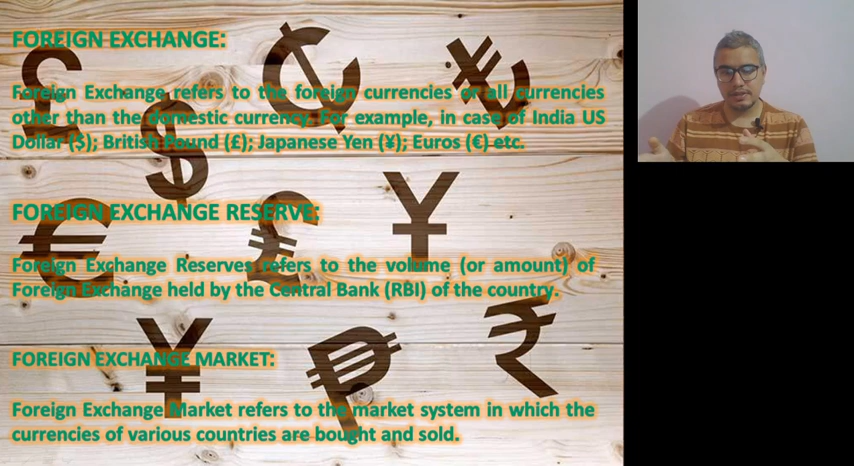 FOREIGN EXCHANGE:
Foreign Exchange refers to the foreign currencies or all currencies
other than the domestic currency. For example, in case of India US
Dollar ($); British Pound (£); Japanese Yen (¥); Euros (€) etc.
FOREIGN EXCHANGE RESERVE:
Foreign Exchange Reserves refers to the volume (or amount) of
Foreign Exchange held by the Central Bank (RBI) of the country.
FOREIGN EXCHANGE MARKET:
Foreign Exchange Market refers to the market system in which the
currencies of various countries are bought and sold.